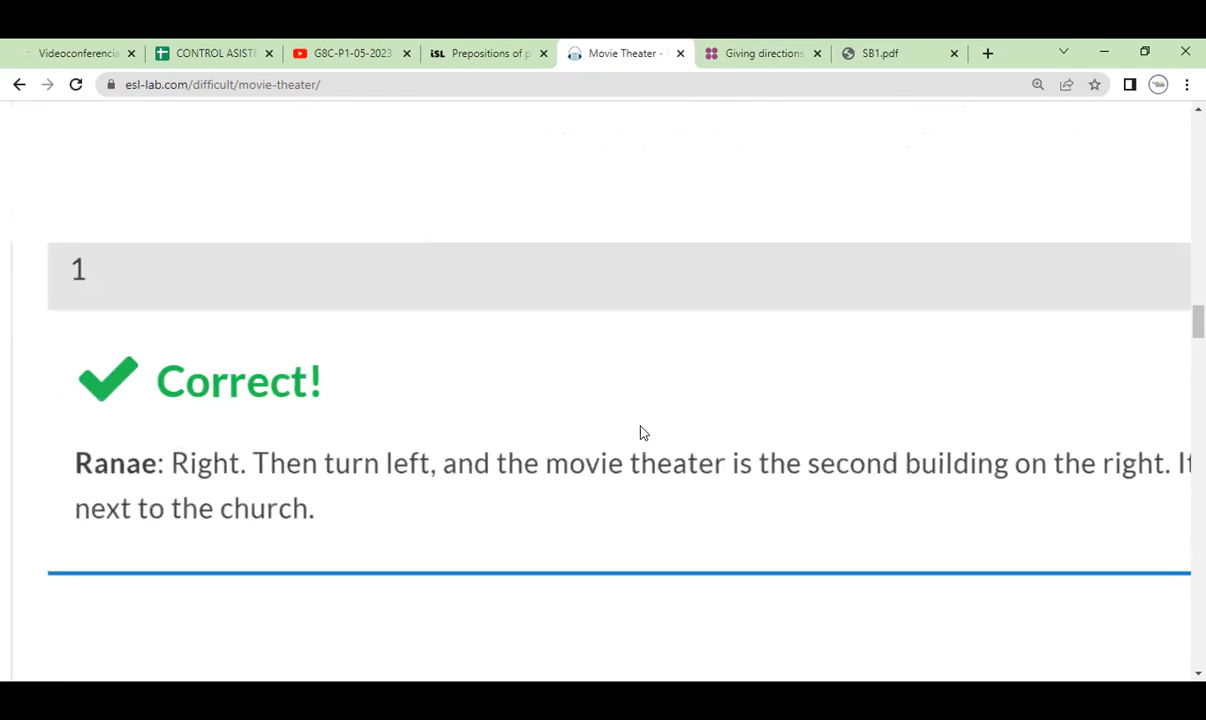 Videoconferencia
CONTROL ASISTE
G8C-P1-05-2023
iSL Prepositions of p
Movie Theater -
Giving directions
SB1.pdf
esl-lab.com/difficult/movie-theater/
1
Correct!
Ranae: Right. Then turn left, and the movie theater is the second building on the right. It
next to the church.